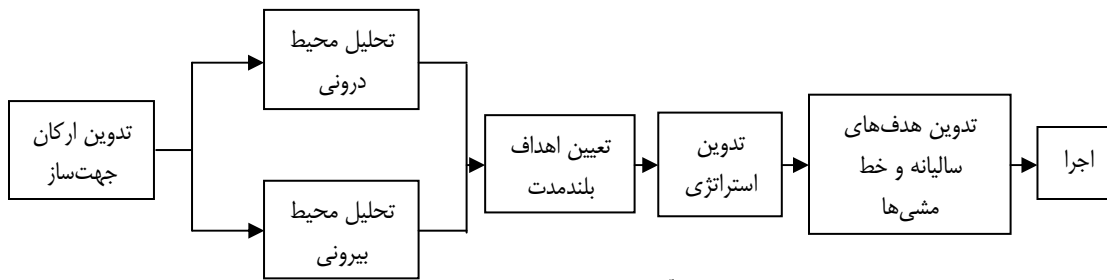 تدوین ارکان
جهت‌ساز
تحلیل محیط
درونی
تحلیل محیط
بیرونی
تعیین اهداف
بلندمدت
تدوین
استراتژی
تدوین هدف‌های
سالیانه و خط
مشی‌ها
اجرا